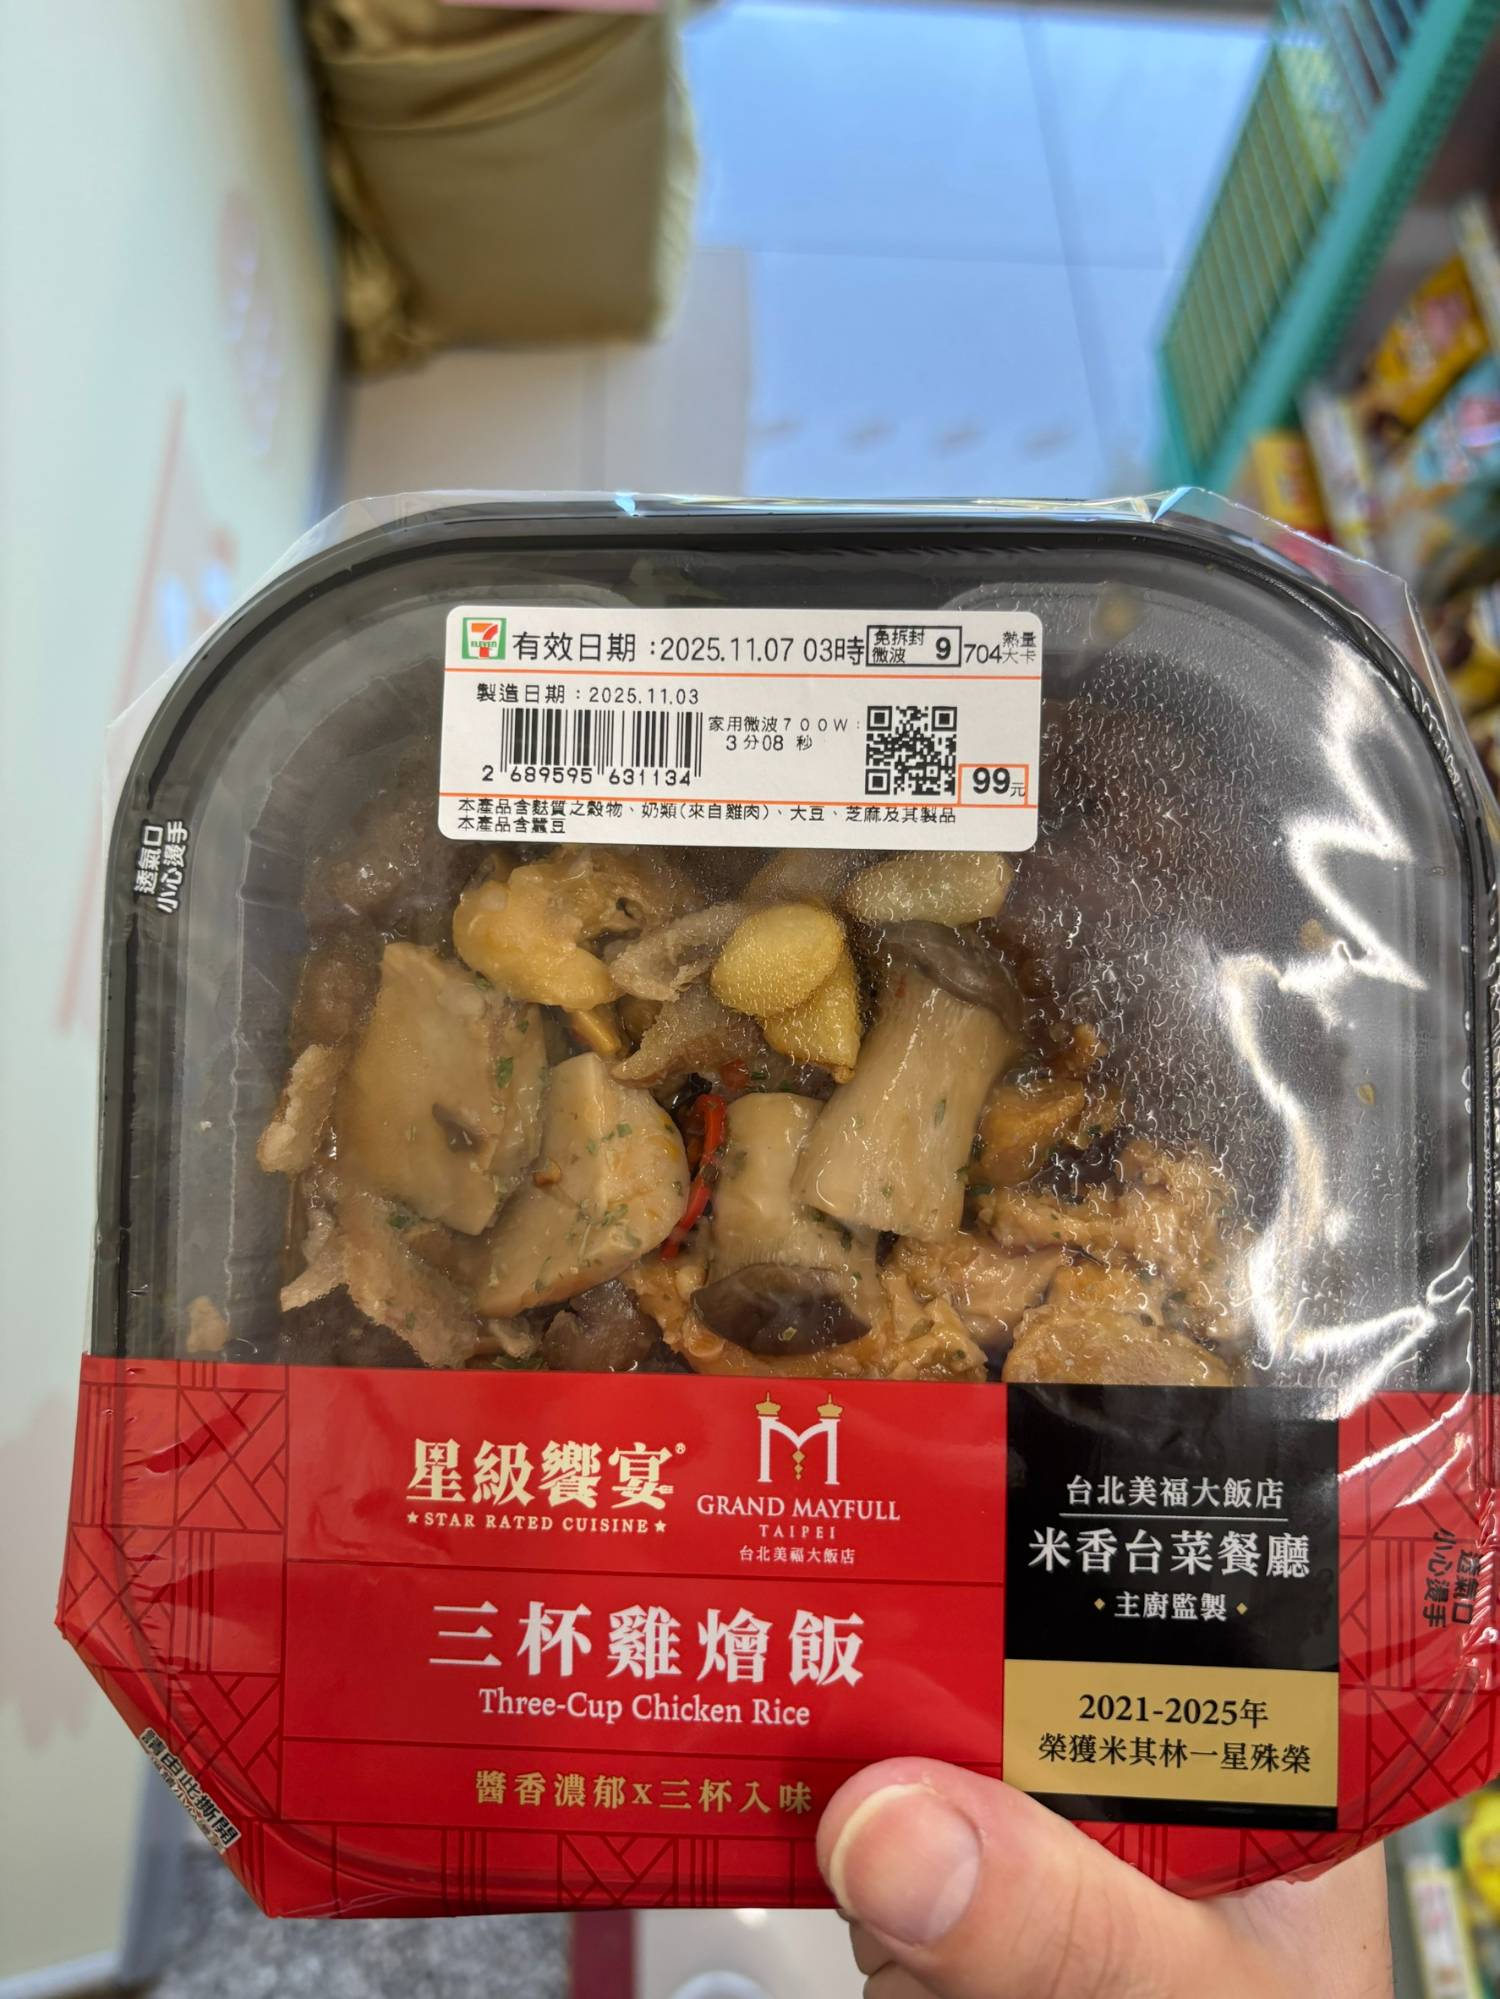 7 ELEVEN 有效日期:2025.11.07 03時 免拆封微波 9 704 熱量大卡
製造日期:2025.11.03
家用微波700W:
3分08 秒
2 689595 631134
99元
本產品含麩質之穀物、奶類(來自雞肉)、大豆、芝麻及其製品
本產品含蠶豆
透氣口
小心燙手
星級饗宴®
★STAR RATED CUISINE★
GRAND MAYFULL
TAIPEI
台北美福大飯店
台北美福大飯店
米香台菜餐廳
主廚監製
三杯雞燴飯
Three-Cup Chicken Rice
醬香濃郁x三杯入味
2021-2025年
榮獲米其林一星殊榮
透氣口
小心燙手
請由此撕開